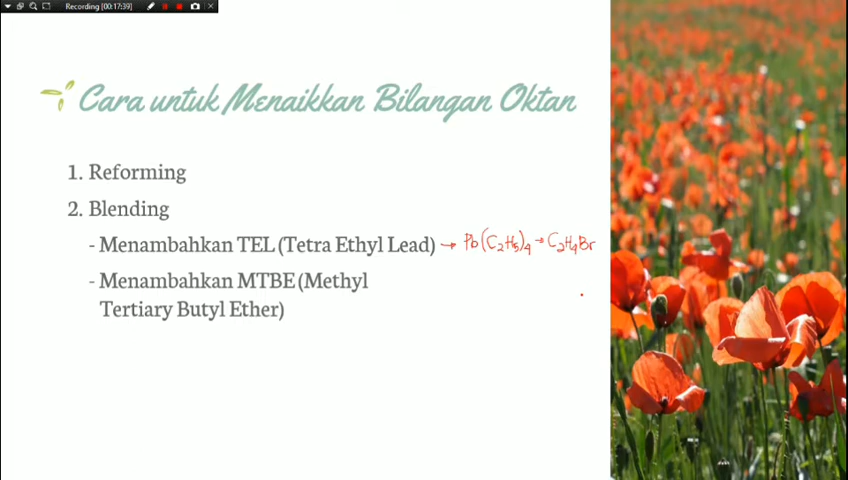 Recording [00:17:39]
Cara untuk Menaikkan Bilangan Oktan
1. Reforming
2. Blending
- Menambahkan TEL (Tetra Ethyl Lead) → Pb(C₂H₅)₄ → C₂H₄Br
- Menambahkan MTBE (Methyl
Tertiary Butyl Ether)